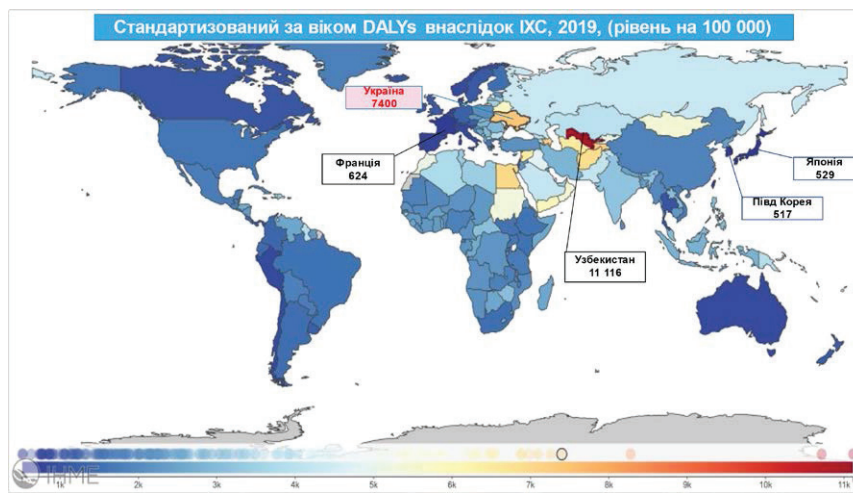 Стандартизований за віком DALYs внаслідок ІХС, 2019, (рівень на 100 000)
Україна
7400
Франція
624
Японія
529
Півд Корея
517
Узбекистан
11 116
IHME
1k 2k 3k 4k 5k 6k 7k 8k 9k 10k 11k